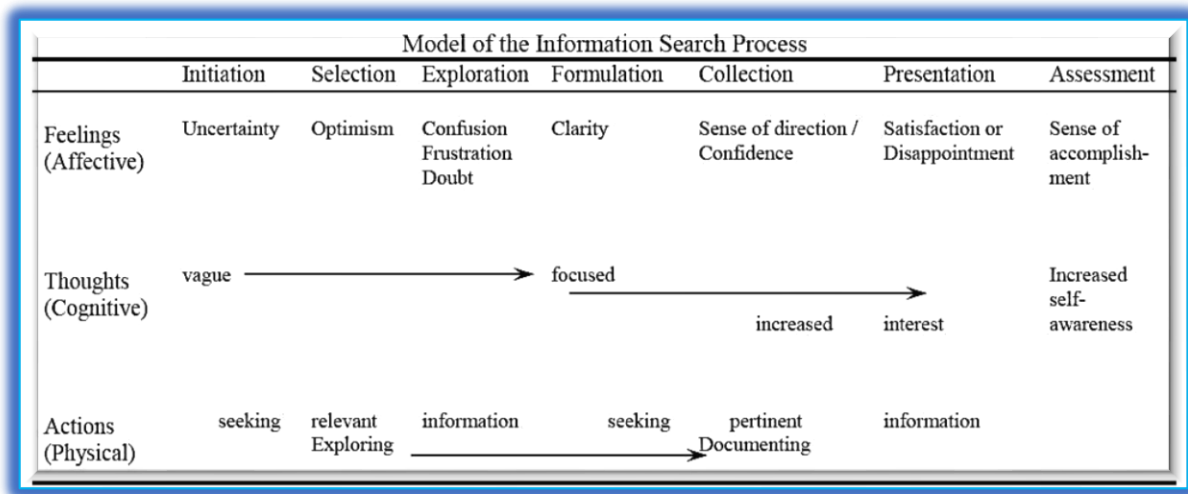 Model of the Information Search Process
Initiation Selection Exploration Formulation Collection Presentation Assessment
Feelings Uncertainty Optimism Confusion Clarity Sense of direction / Satisfaction or Sense of
(Affective) Frustration Confidence Disappointment accomplish-
Doubt ment
Thoughts vague focused Increased
(Cognitive) self-
increased interest awareness
Actions seeking relevant information seeking pertinent information
(Physical) Exploring Documenting